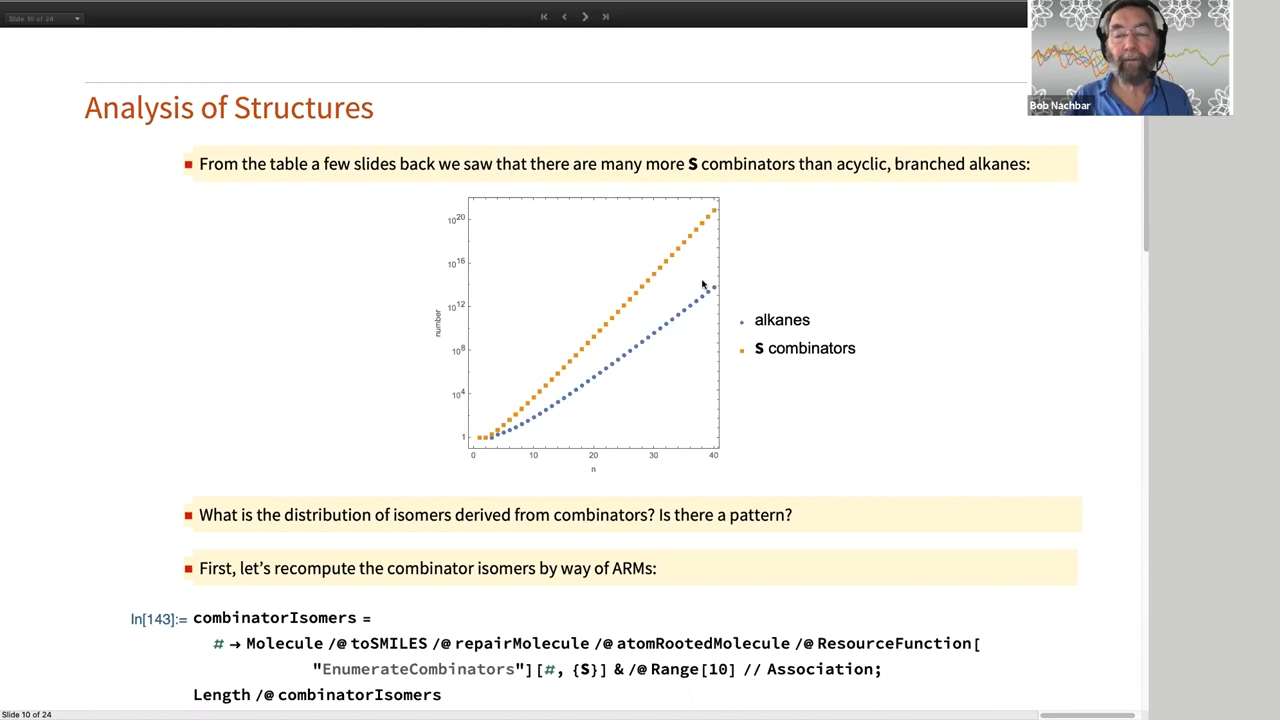 Slide 10 of 24
Bob Nachbar
Analysis of Structures
From the table a few slides back we saw that there are many more S combinators than acyclic, branched alkanes:
10^20
10^16
10^12
10^8
10^4
1
number
0 10 20 30 40
n
alkanes
S combinators
What is the distribution of isomers derived from combinators? Is there a pattern?
First, let's recompute the combinator isomers by way of ARMs:
In[143]:= combinatorIsomers =
# → Molecule /@ toSMILES /@ repairMolecule /@ atomRootedMolecule /@ ResourceFunction[
"EnumerateCombinators"][#, {S}] & /@ Range[10] // Association;
Length /@ combinatorIsomers
Slide 10 of 24